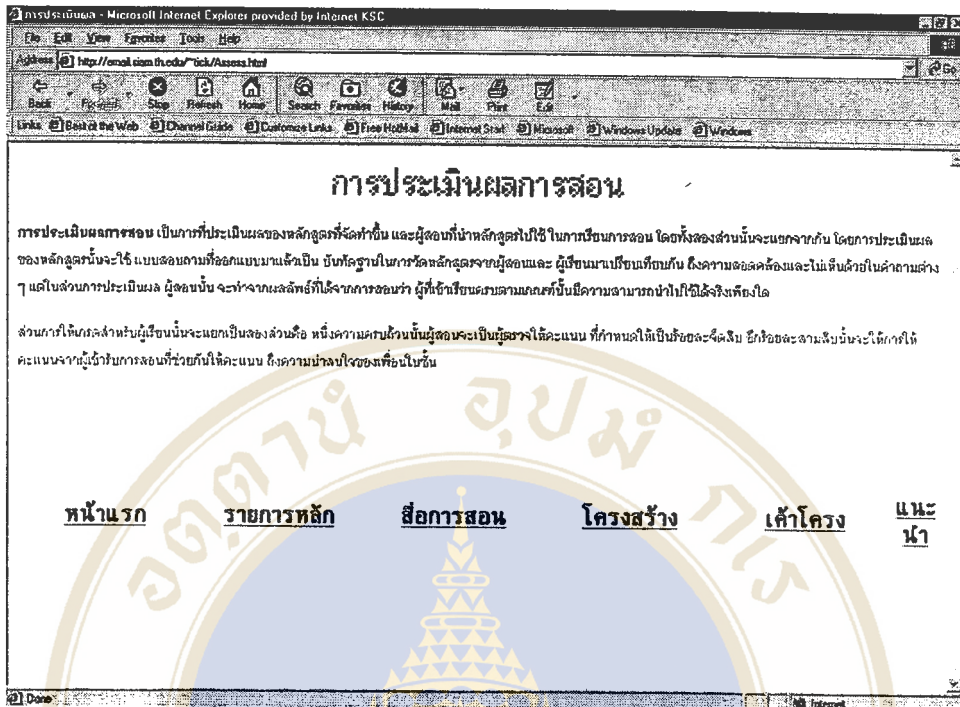 การประเมินผล - Microsoft Internet Explorer provided by Internet KSC
File Edit View Favorites Tools Help
Address http://email.siam.th.edu/~tick/Assess.html Go
Back Forward Stop Refresh Home Search Favorites History Mail Print Edit
Links Best of the Web Channel Guide Customize Links Free HotMail Internet Start Microsoft Windows Update Windows
การประเมินผลการสอน
การประเมินผลการสอน เป็นการที่ประเมินผลของหลักสูตรที่จัดทำขึ้น และผู้สอนที่นำหลักสูตรไปใช้ ในการเรียนการสอน โดยทั้งสองส่วนนั้นจะแยกจากกัน โดยการประเมินผล
ของหลักสูตรนั้นจะใช้ แบบสอบถามที่ออกแบบมาแล้วเป็น บันทัดฐานในการวัดหลักสูตรจากผู้สอนและ ผู้เรียนมาเปรียบเทียบกัน ถึงความสอดคล้องและไม่เห็นด้วยในคำถามต่าง
ๆ แต่ในส่วนการประเมินผล ผู้สอนนั้น จะทำจากผลลัพธ์ที่ได้จากการสอนว่า ผู้ที่เข้าเรียนครบตามเกณฑ์นั้นมีความสามารถนำไปใช้ได้จริงเพียงใด
ส่วนการให้เกรดสำหรับผู้เรียนนั้นจะแยกเป็นสองส่วนคือ หนึ่งความครบถ้วนนั้นผู้สอนจะเป็นผู้ตรวจให้คะแนน ที่กำหนดให้เป็นร้อยละเจ็ดสิบ อีกร้อยละสามสิบนั้นจะให้การให้
คะแนนจากผู้เข้ารับการสอนที่ช่วยกันให้คะแนน ถึงความน่าสนใจของเพื่อนในชั้น
อตฺตานํ อุปมํ กเร
หน้าแรก รายการหลัก สื่อการสอน โครงสร้าง เค้าโครง แนะ
นำ
Done Internet